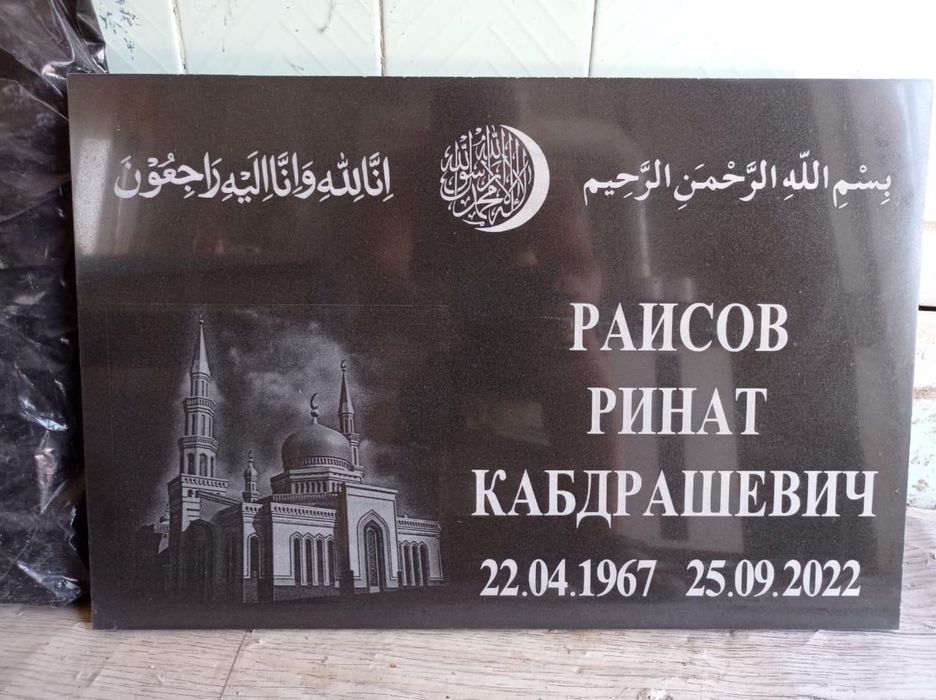 بِسْمِ اللّٰهِ الرَّحْمٰنِ الرَّحِيم
لا إله إلا الله محمد رسول الله
اِنَّا لِلّٰهِ وَاِنَّا اِلَيْهِ رَاجِعُوْنَ
РАИСОВ
РИНАТ
КАБДРАШЕВИЧ
22.04.1967 25.09.2022